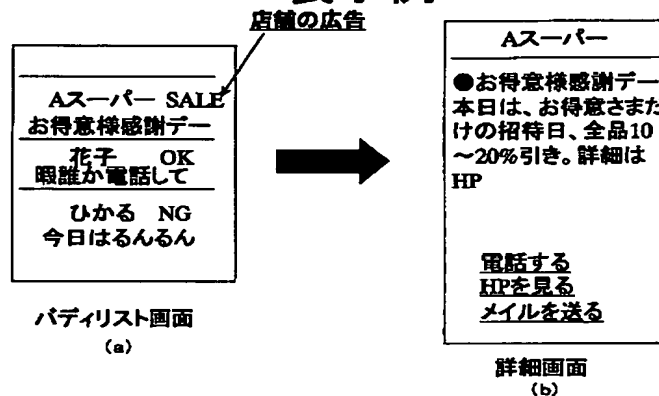 店舗の広告
Aスーパー SALE
お得意様感謝デー
花子 OK
暇誰か電話して
ひかる NG
今日はるんるん
バディリスト画面
(a)
Aスーパー
●お得意様感謝デー
本日は、お得意さまだ
けの招待日、全品10
～20%引き。詳細は
HP
電話する
HPを見る
メイルを送る
詳細画面
(b)